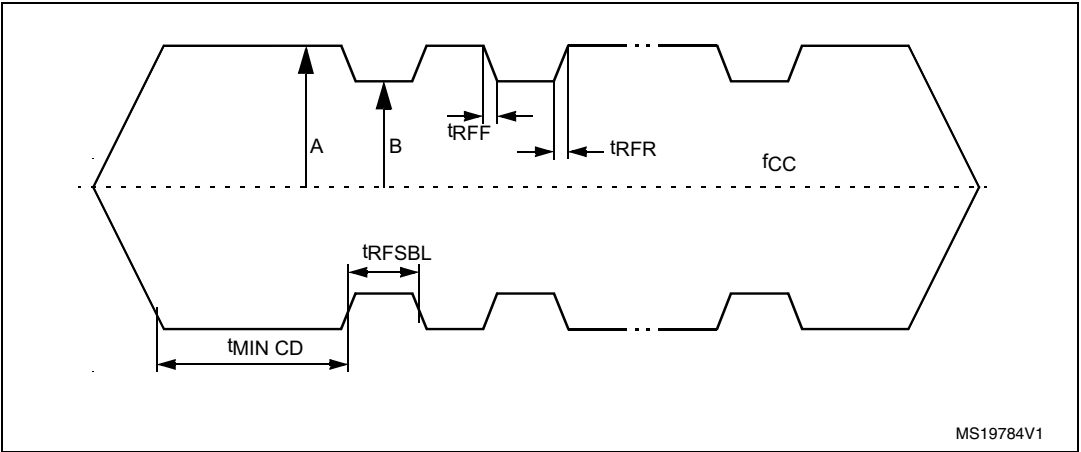 A
B
tRFF
tRFR
fCC
tRFSBL
tMIN CD
MS19784V1